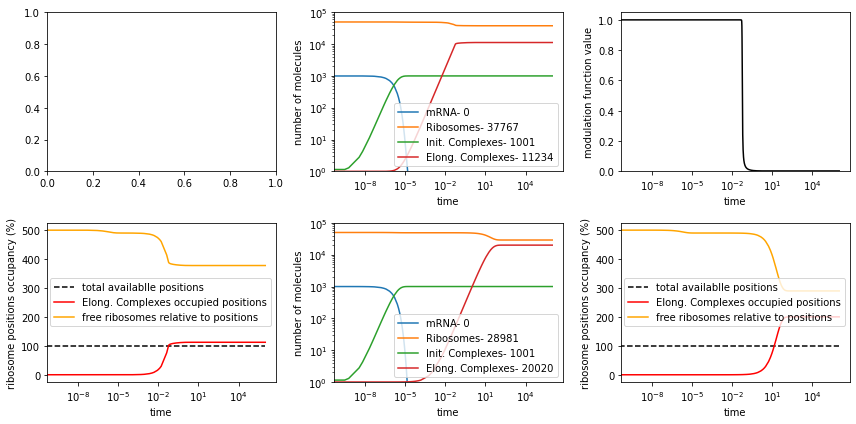 1.0
0.8
0.6
0.4
0.2
0.0
0.0 0.2 0.4 0.6 0.8 1.0
number of molecules
10^5
10^4
10^3
10^2
10^1
10^0
mRNA- 0
Ribosomes- 37767
Init. Complexes- 1001
Elong. Complexes- 11234
10^-8 10^-5 10^-2 10^1 10^4
time
modulation function value
1.0
0.8
0.6
0.4
0.2
0.0
10^-8 10^-5 10^-2 10^1 10^4
time
ribosome positions occupancy (%)
500
400
300
200
100
0
total availablle positions
Elong. Complexes occupied positions
free ribosomes relative to positions
10^-8 10^-5 10^-2 10^1 10^4
time
number of molecules
10^5
10^4
10^3
10^2
10^1
10^0
mRNA- 0
Ribosomes- 28981
Init. Complexes- 1001
Elong. Complexes- 20020
10^-8 10^-5 10^-2 10^1 10^4
time
ribosome positions occupancy (%)
500
400
300
200
100
0
total availablle positions
Elong. Complexes occupied positions
free ribosomes relative to positions
10^-8 10^-5 10^-2 10^1 10^4
time